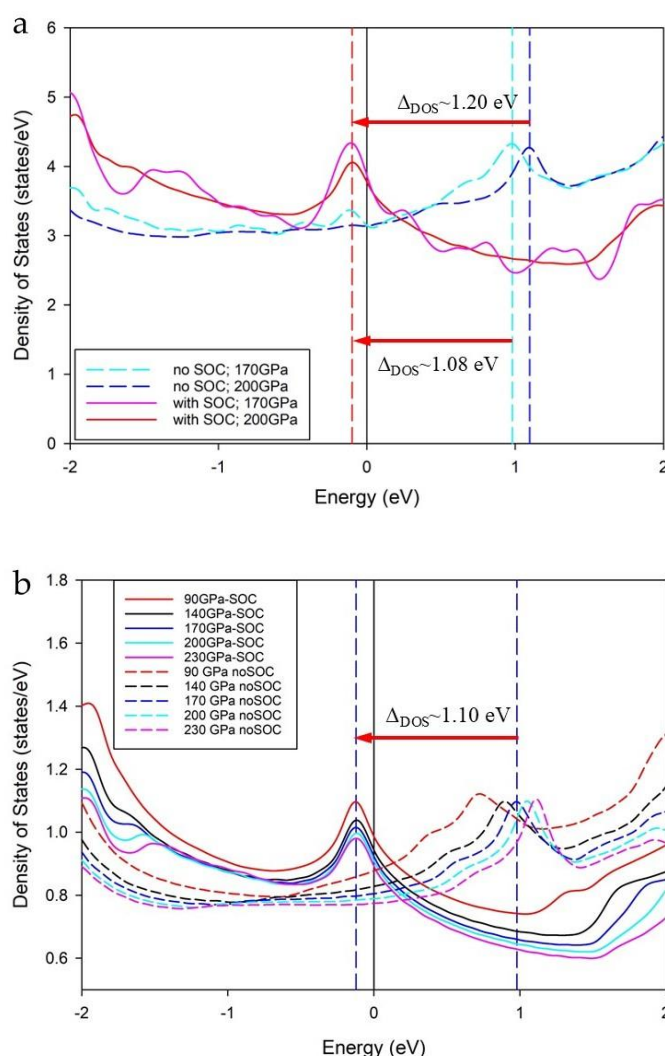 a
6
5
4
3
2
1
0
Density of States (states/eV)
Δ_DOS~1.20 eV
Δ_DOS~1.08 eV
no SOC; 170GPa
no SOC; 200GPa
with SOC; 170GPa
with SOC; 200GPa
-2 -1 0 1 2
Energy (eV)
b
1.8
1.6
1.4
1.2
1.0
0.8
0.6
Density of States (states/eV)
90GPa-SOC
140GPa-SOC
170GPa-SOC
200GPa-SOC
230GPa-SOC
90 GPa noSOC
140 GPa noSOC
170 GPa noSOC
200 GPa noSOC
230 GPa noSOC
Δ_DOS~1.10 eV
-2 -1 0 1 2
Energy (eV)